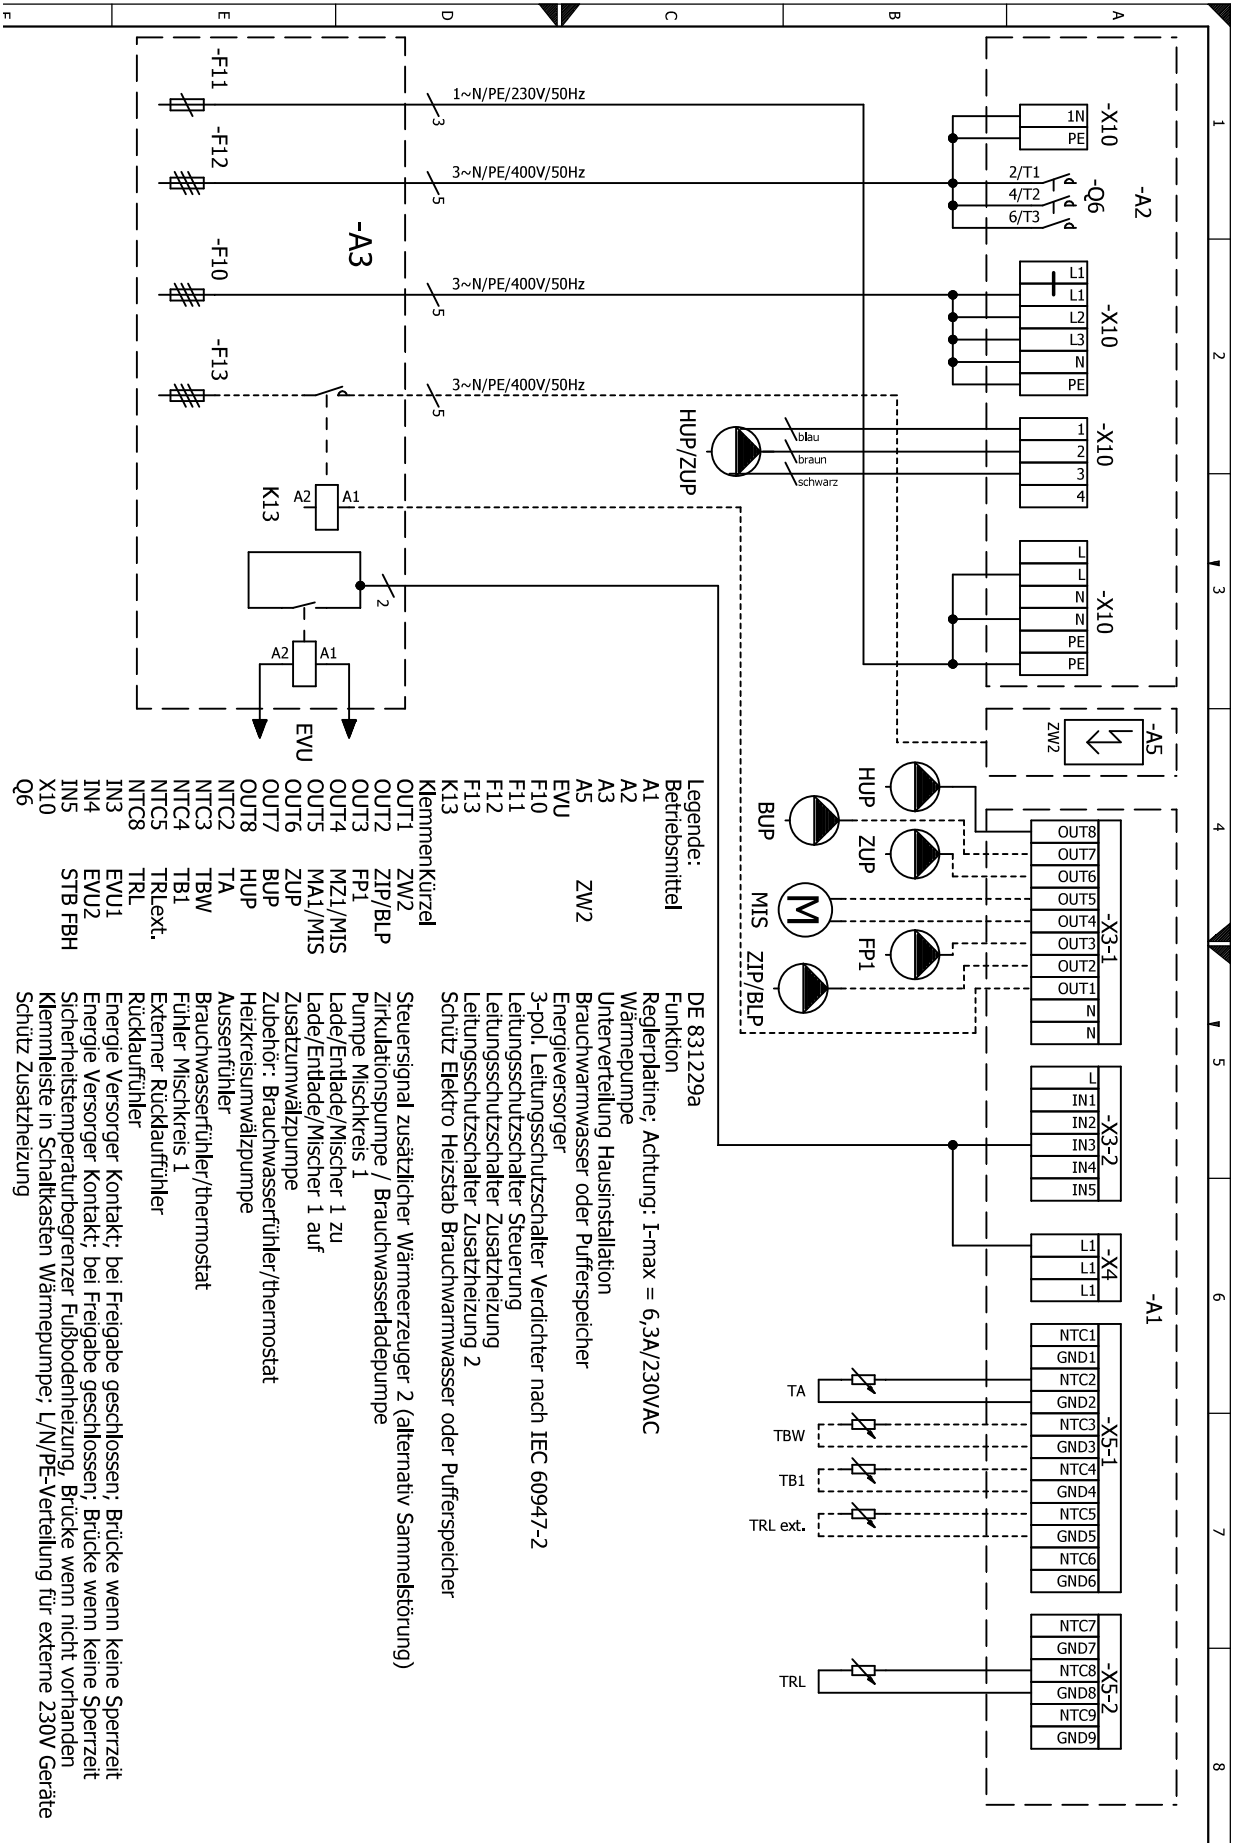 A
B
C
D
E
F
1
2
3
4
5
6
7
8
-A2
-X10
1N
PE
-Q6
2/T1
4/T2
6/T3
-X10
L1
L1
L2
L3
N
PE
-X10
1
2
3
4
-X10
L
L
N
N
PE
PE
-A5
ZW2
-A1
-X3-1
OUT8
OUT7
OUT6
OUT5
OUT4
OUT3
OUT2
OUT1
N
N
-X3-2
L
IN1
IN2
IN3
IN4
IN5
-X4
L1
L1
L1
-X5-1
NTC1
GND1
NTC2
GND2
NTC3
GND3
NTC4
GND4
NTC5
GND5
NTC6
GND6
-X5-2
NTC7
GND7
NTC8
GND8
NTC9
GND9
blau
braun
schwarz
HUP/ZUP
HUP
BUP
ZUP
M
MIS
FP1
ZIP/BLP
TA
TBW
TB1
TRL ext.
TRL
1~N/PE/230V/50Hz
3
3~N/PE/400V/50Hz
5
3~N/PE/400V/50Hz
5
3~N/PE/400V/50Hz
5
-A3
-F11
-F12
-F10
-F13
A2
A1
K13
2
A2
A1
EVU
Legende: DE 831229a
Betriebsmittel Funktion
A1 Reglerplatine; Achtung: I-max = 6,3A/230VAC
A2 Wärmepumpe
A3 Unterverteilung Hausinstallation
A5 ZW2 Brauchwarmwasser oder Pufferspeicher
EVU Energieversorger
F10 3-pol. Leitungsschutzschalter Verdichter nach IEC 60947-2
F11 Leitungsschutzschalter Steuerung
F12 Leitungsschutzschalter Zusatzheizung
F13 Leitungsschutzschalter Zusatzheizung 2
K13 Schütz Elektro Heizstab Brauchwarmwasser oder Pufferspeicher
KlemmenKürzel
OUT1 ZW2 Steuersignal zusätzlicher Wärmeerzeuger 2 (alternativ Sammelstörung)
OUT2 ZIP/BLP Zirkulationspumpe / Brauchwasserladepumpe
OUT3 FP1 Pumpe Mischkreis 1
OUT4 MZ1/MIS Lade/Entlade/Mischer 1 zu
OUT5 MA1/MIS Lade/Entlade/Mischer 1 auf
OUT6 ZUP Zusatzumwälzpumpe
OUT7 BUP Zubehör: Brauchwasserfühler/thermostat
OUT8 HUP Heizkreisumwälzpumpe
NTC2 TA Aussenfühler
NTC3 TBW Brauchwasserfühler/thermostat
NTC4 TB1 Fühler Mischkreis 1
NTC5 TRLext. Externer Rücklauffühler
NTC8 TRL Rücklauffühler
IN3 EVU1 Energie Versorger Kontakt; bei Freigabe geschlossen; Brücke wenn keine Sperrzeit
IN4 EVU2 Energie Versorger Kontakt; bei Freigabe geschlossen; Brücke wenn keine Sperrzeit
IN5 STB FBH Sicherheitstemperaturbegrenzer Fußbodenheizung, Brücke wenn nicht vorhanden
X10 Klemmleiste in Schaltkasten Wärmepumpe; L/N/PE-Verteilung für externe 230V Geräte
Q6 Schütz Zusatzheizung